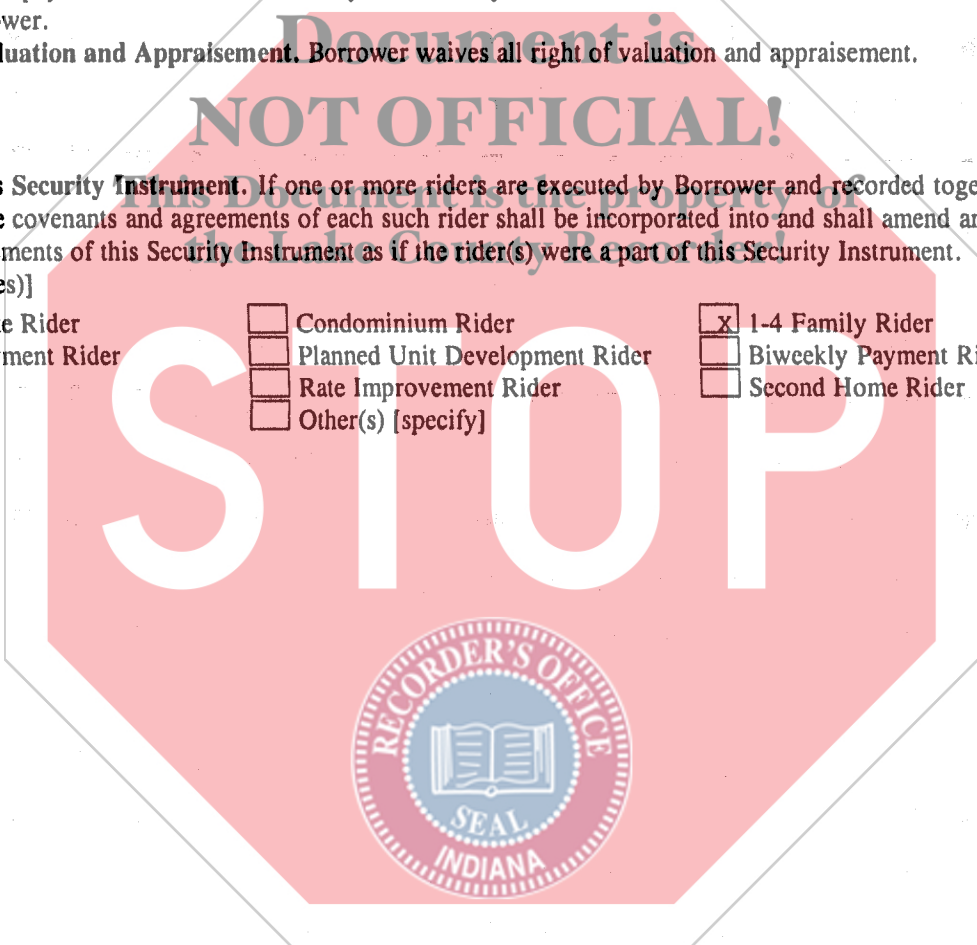 wer.
luation and Appraisement. Borrower waives all right of valuation and appraisement.
Document is
NOT OFFICIAL!
This Document is the property of
the Lake County Recorder!
s Security Instrument. If one or more riders are executed by Borrower and recorded toge
e covenants and agreements of each such rider shall be incorporated into and shall amend an
ments of this Security Instrument as if the rider(s) were a part of this Security Instrument.
es)]
e Rider Condominium Rider x 1-4 Family Rider
ment Rider Planned Unit Development Rider Biweekly Payment Ri
Rate Improvement Rider Second Home Rider
Other(s) [specify]
STOP
RECORDER'S OFFICE
SEAL
INDIANA